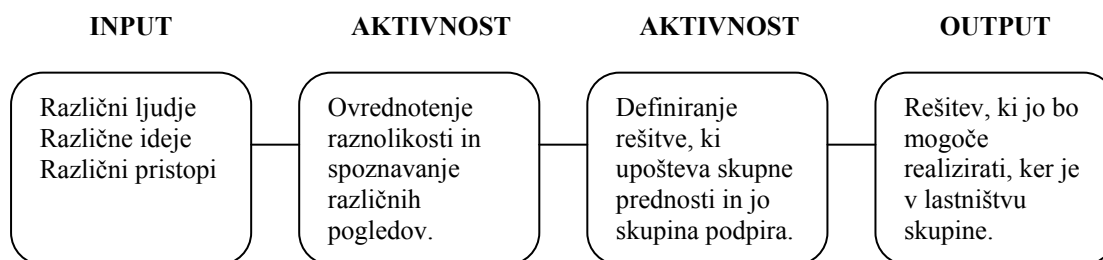 INPUT
AKTIVNOST
AKTIVNOST
OUTPUT
Različni ljudje
Različne ideje
Različni pristopi
Ovrednotenje
raznolikosti in
spoznavanje
različnih
pogledov.
Definiranje
rešitve, ki
upošteva skupne
prednosti in jo
skupina podpira.
Rešitev, ki jo bo
mogoče
realizirati, ker je
v lastništvu
skupine.